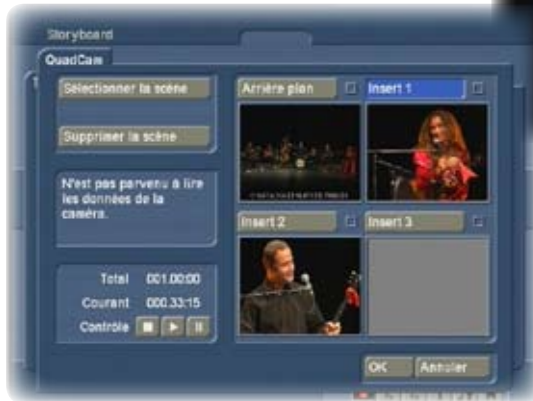 Storyboard
QuadCam
Sélectionner la scène
Supprimer la scène
N'est pas parvenu à lire
les données de la
caméra.
Total 001.00:00
Courant 000.33:15
Contrôle
Arrière plan
Insert 1
Insert 2
Insert 3
OK
Annuler